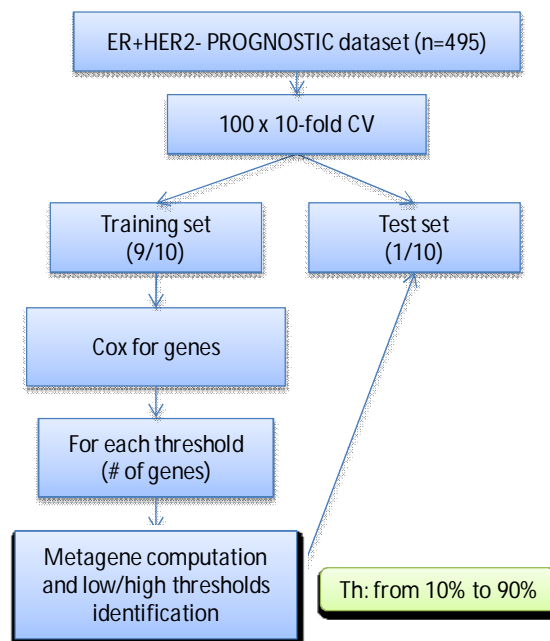 ER+HER2- PROGNOSTIC dataset (n=495)
100 x 10-fold CV
Training set
(9/10)
Test set
(1/10)
Cox for genes
For each threshold
(# of genes)
Metagene computation
and low/high thresholds
identification
Th: from 10% to 90%